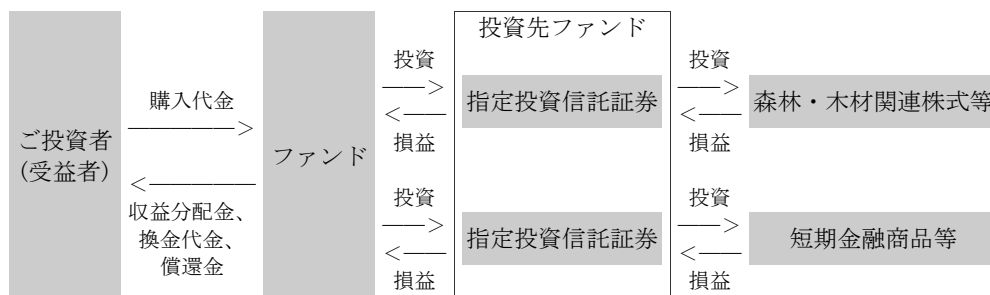 ご投資者
(受益者)
購入代金
————>
<————
収益分配金、
換金代金、
償還金
ファンド
投資
——>
<——
損益
投資
——>
<——
損益
投資先ファンド
指定投資信託証券
指定投資信託証券
投資
——>
<——
損益
投資
——>
<——
損益
森林・木材関連株式等
短期金融商品等